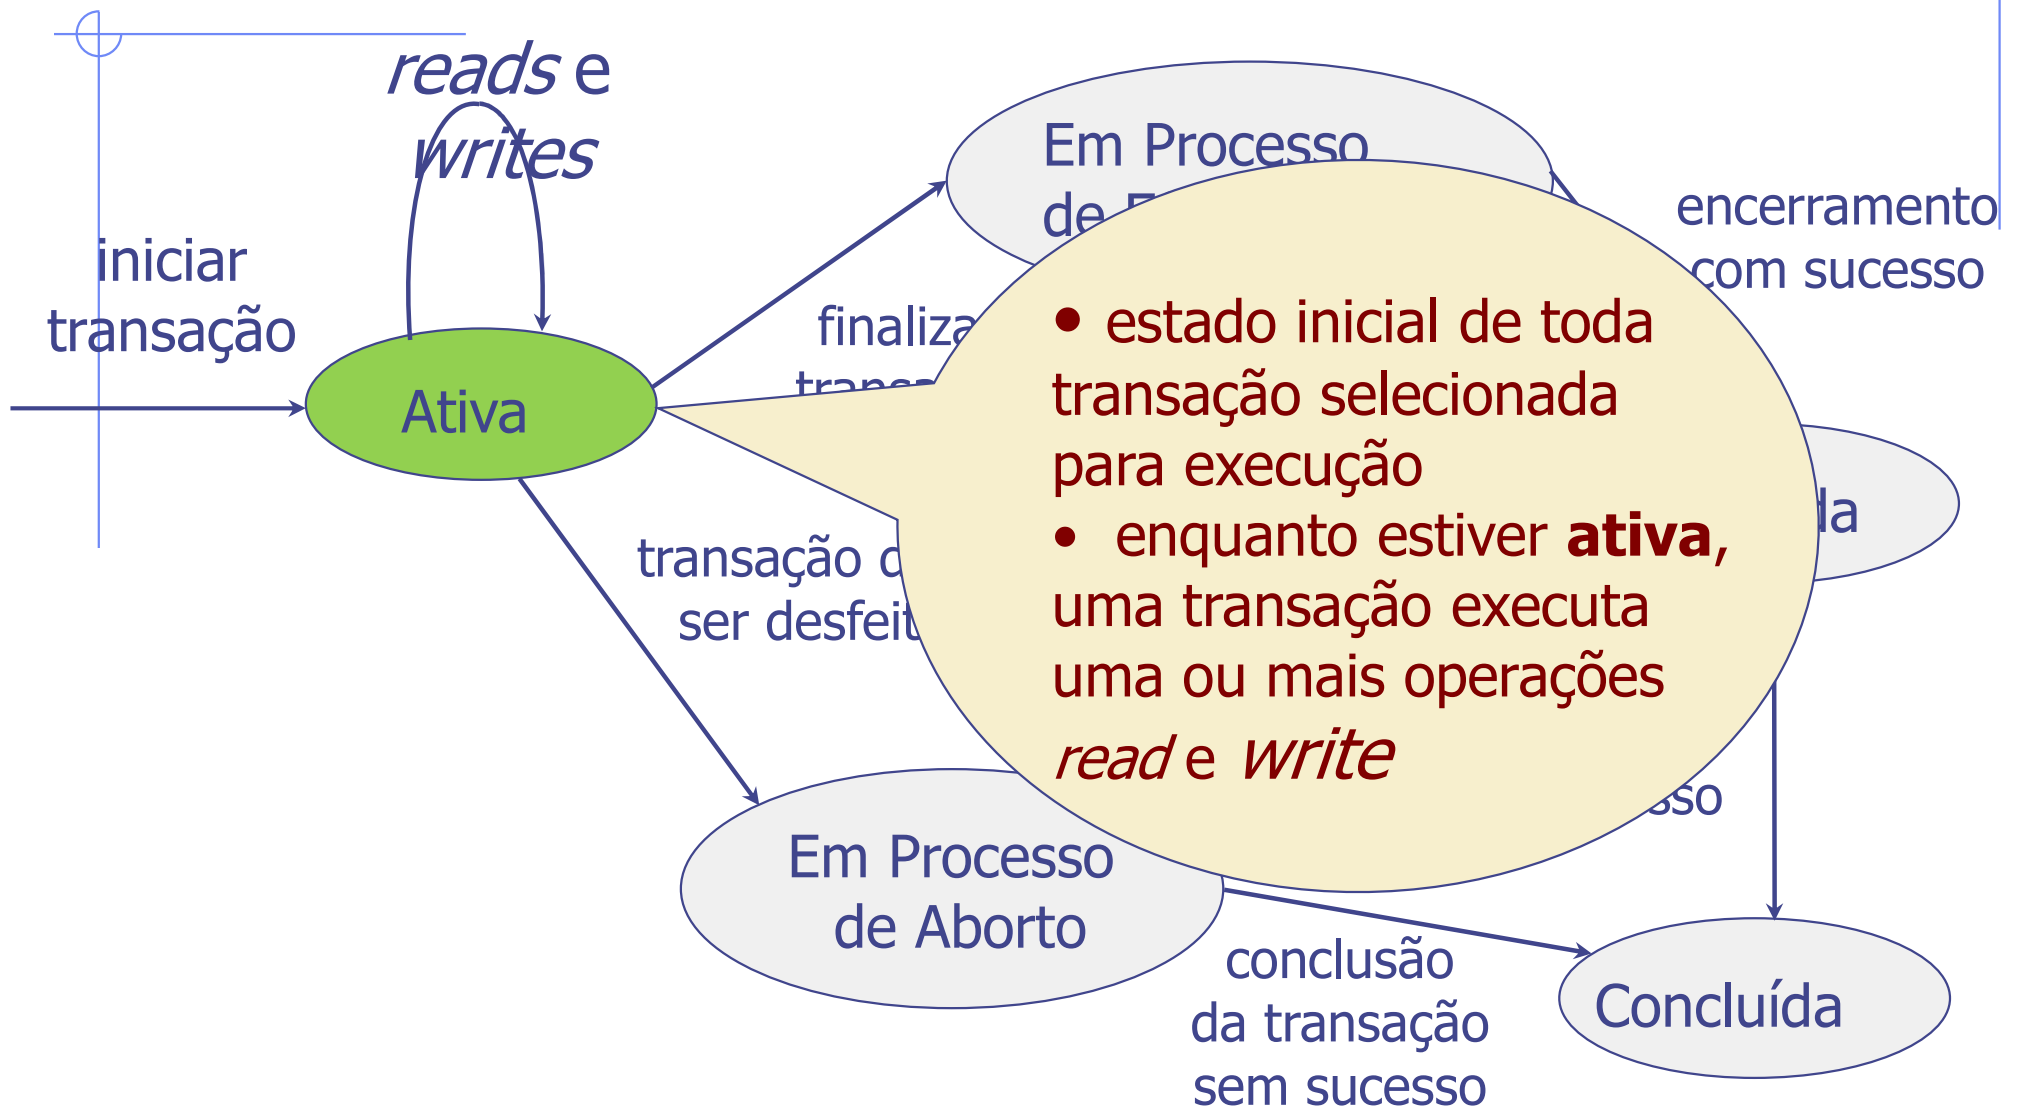 reads e
writes
iniciar
transação
Ativa
Em Processo
de
encerramento
com sucesso
• estado inicial de toda
transação selecionada
para execução
• enquanto estiver ativa,
uma transação executa
uma ou mais operações
read e write
transação
ser
Em Processo
de Aborto
conclusão
da transação
sem sucesso
Concluída